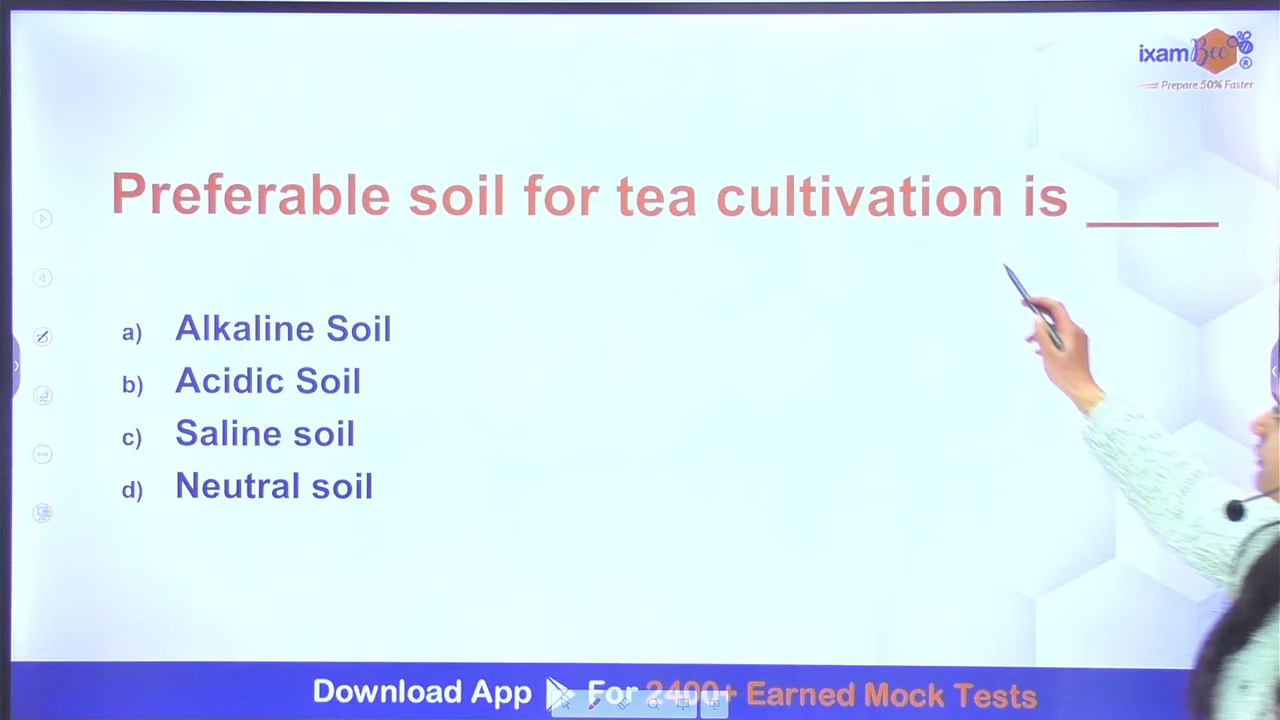 ixamBee
®
Prepare 50% Faster
Preferable soil for tea cultivation is ______
a) Alkaline Soil
b) Acidic Soil
c) Saline soil
d) Neutral soil
Download App For 2400+ Earned Mock Tests